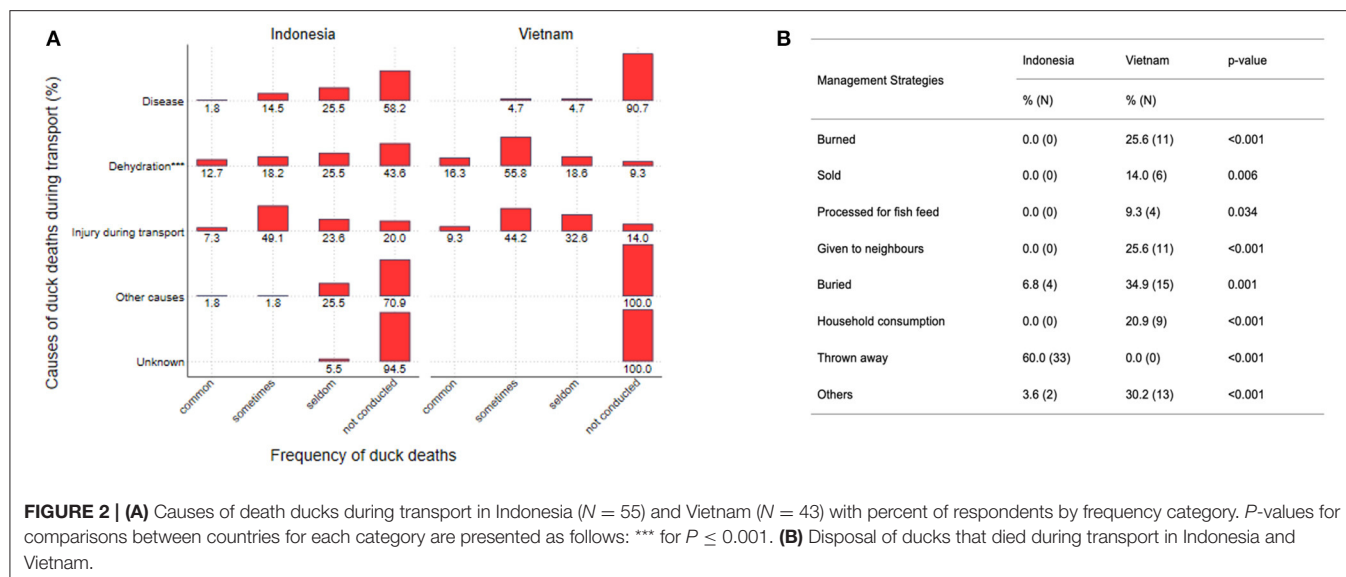 A
Indonesia
Vietnam
Causes of duck deaths during transport (%)
Disease
1.8 14.5 25.5 58.2 4.7 4.7 90.7
Dehydration***
12.7 18.2 25.5 43.6 16.3 55.8 18.6 9.3
Injury during transport
7.3 49.1 23.6 20.0 9.3 44.2 32.6 14.0
Other causes
1.8 1.8 25.5 70.9 100.0
Unknown
5.5 94.5 100.0
common sometimes seldom not conducted common sometimes seldom not conducted
Frequency of duck deaths
B
Management Strategies Indonesia Vietnam p-value
% (N) % (N)
Burned 0.0 (0) 25.6 (11) <0.001
Sold 0.0 (0) 14.0 (6) 0.006
Processed for fish feed 0.0 (0) 9.3 (4) 0.034
Given to neighbours 0.0 (0) 25.6 (11) <0.001
Buried 6.8 (4) 34.9 (15) 0.001
Household consumption 0.0 (0) 20.9 (9) <0.001
Thrown away 60.0 (33) 0.0 (0) <0.001
Others 3.6 (2) 30.2 (13) <0.001
FIGURE 2 | (A) Causes of death ducks during transport in Indonesia (N = 55) and Vietnam (N = 43) with percent of respondents by frequency category. P-values for
comparisons between countries for each category are presented as follows: *** for P ≤ 0.001. (B) Disposal of ducks that died during transport in Indonesia and
Vietnam.